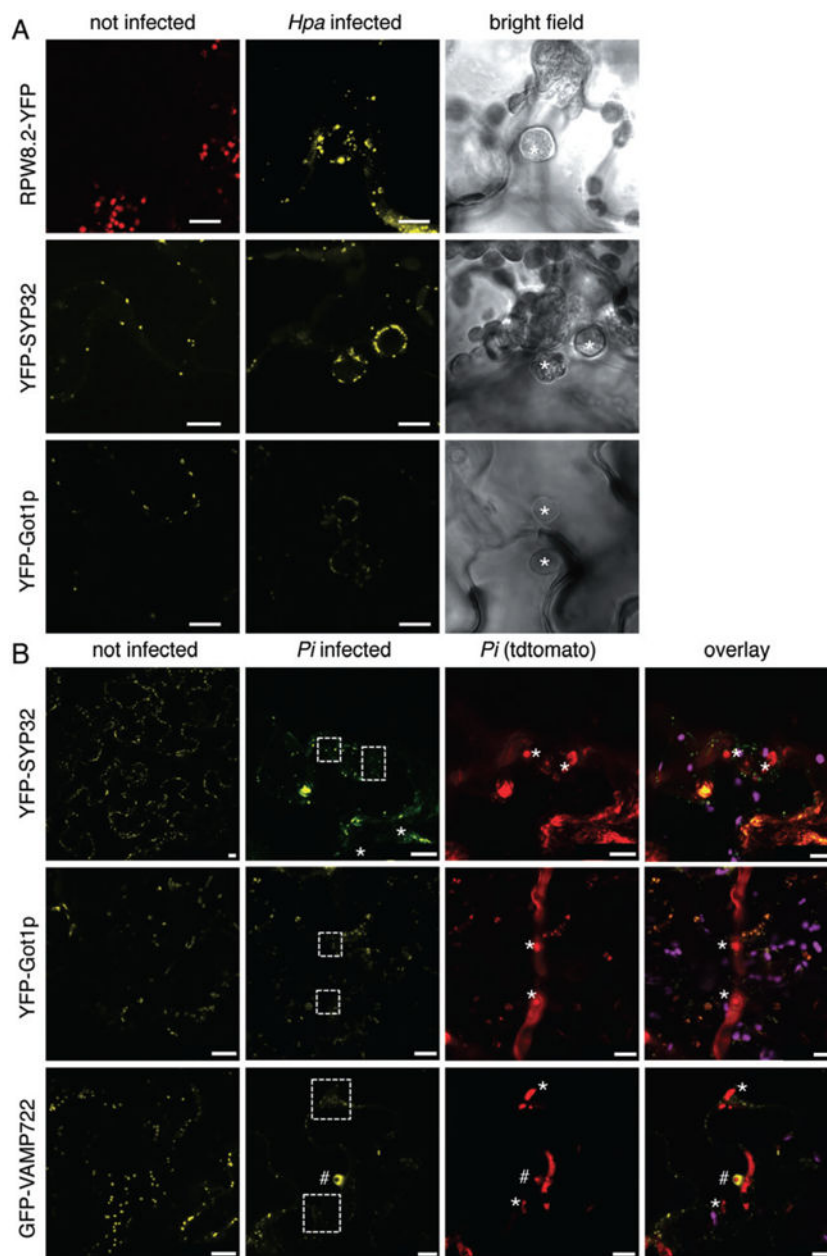 A
not infected Hpa infected bright field
RPW8.2-YFP
*
YFP-SYP32
* *
YFP-Got1p
*
*
B
not infected Pi infected Pi (tdtomato) overlay
YFP-SYP32
* * * * * *
YFP-Got1p
* *
* *
GFP-VAMP722
* *
# # #
* *